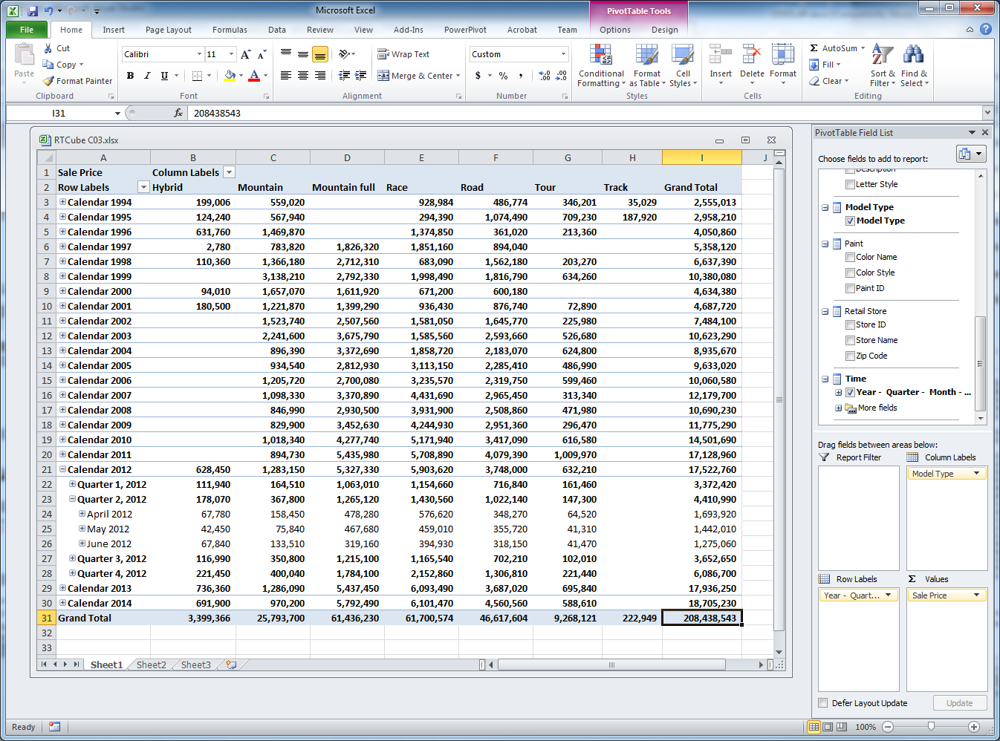 Microsoft Excel
PivotTable Tools
File Home Insert Page Layout Formulas Data Review View Add-Ins PowerPivot Acrobat Team Options Design
Paste
Cut
Copy
Format Painter
Clipboard
Calibri 11
B I U A
Font
Wrap Text
Merge & Center
Alignment
Custom
$ % ,
Number
Conditional Formatting
Format as Table
Cell Styles
Styles
Insert Delete Format
Cells
Σ AutoSum
Fill
Clear
Sort & Filter
Find & Select
Editing
I31 fx 208438543
RTCube C03.xlsx
A B C D E F G H I J
1 Sale Price Column Labels
2 Row Labels Hybrid Mountain Mountain full Race Road Tour Track Grand Total
3 Calendar 1994 199,006 559,020 928,984 486,774 346,201 35,029 2,555,013
4 Calendar 1995 124,240 567,940 294,390 1,074,490 709,230 187,920 2,958,210
5 Calendar 1996 631,760 1,469,870 1,374,850 361,020 213,360 4,050,860
6 Calendar 1997 2,780 783,820 1,826,320 1,851,160 894,040 5,358,120
7 Calendar 1998 110,360 1,366,180 2,712,310 683,090 1,562,180 203,270 6,637,390
8 Calendar 1999 3,138,210 2,792,330 1,998,490 1,816,790 634,260 10,380,080
9 Calendar 2000 94,010 1,657,070 1,611,920 671,200 600,180 4,634,380
10 Calendar 2001 180,500 1,221,870 1,399,290 936,430 876,740 72,890 4,687,720
11 Calendar 2002 1,523,740 2,507,560 1,581,050 1,645,770 225,980 7,484,100
12 Calendar 2003 2,241,600 3,675,790 1,585,560 2,593,660 526,680 10,623,290
13 Calendar 2004 896,390 3,372,690 1,858,720 2,183,070 624,800 8,935,670
14 Calendar 2005 934,540 2,812,930 3,113,150 2,285,410 486,990 9,633,020
15 Calendar 2006 1,205,720 2,700,080 3,235,570 2,319,750 599,460 10,060,580
16 Calendar 2007 1,098,330 3,370,890 4,431,690 2,965,450 313,340 12,179,700
17 Calendar 2008 846,990 2,930,500 3,931,900 2,508,860 471,980 10,690,230
18 Calendar 2009 829,900 3,452,630 4,244,930 2,951,360 296,470 11,775,290
19 Calendar 2010 1,018,340 4,277,740 5,171,940 3,417,090 616,580 14,501,690
20 Calendar 2011 894,730 5,435,980 5,708,890 4,079,390 1,009,970 17,128,960
21 Calendar 2012 628,450 1,283,150 5,327,330 5,903,620 3,748,000 632,210 17,522,760
22 Quarter 1, 2012 111,940 164,510 1,063,010 1,154,660 716,840 161,460 3,372,420
23 Quarter 2, 2012 178,070 367,800 1,265,120 1,430,560 1,022,140 147,300 4,410,990
24 April 2012 67,780 158,450 478,280 576,620 348,270 64,520 1,693,920
25 May 2012 42,450 75,840 467,680 459,010 355,720 41,310 1,442,010
26 June 2012 67,840 133,510 319,160 394,930 318,150 41,470 1,275,060
27 Quarter 3, 2012 116,990 350,800 1,215,100 1,165,540 702,210 102,010 3,652,650
28 Quarter 4, 2012 221,450 400,040 1,784,100 2,152,860 1,306,810 221,440 6,086,700
29 Calendar 2013 736,360 1,286,090 5,437,450 6,093,490 3,687,020 695,840 17,936,250
30 Calendar 2014 691,900 970,200 5,792,490 6,101,470 4,560,560 588,610 18,705,230
31 Grand Total 3,399,366 25,793,700 61,436,230 61,700,574 46,617,604 9,268,121 222,949 208,438,543
32
33
Sheet1 Sheet2 Sheet3
PivotTable Field List
Choose fields to add to report:
Description
Letter Style
Model Type
Model Type
Paint
Color Name
Color Style
Paint ID
Retail Store
Store ID
Store Name
Zip Code
Time
Year - Quarter - Month - ...
More fields
Drag fields between areas below:
Report Filter Column Labels
Model Type
Row Labels Σ Values
Year - Quart... Sale Price
Defer Layout Update Update
Ready 100%